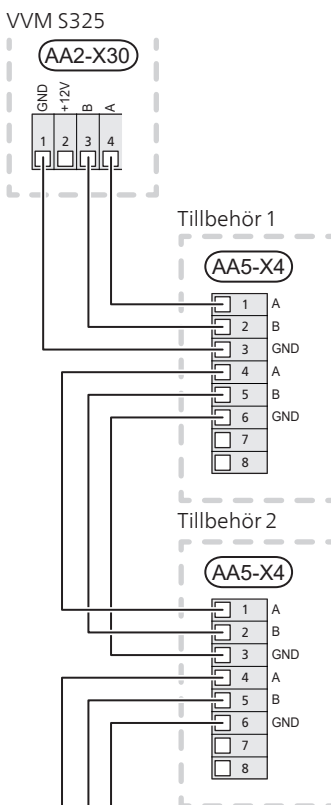 VVM S325
AA2-X30
GND +12V B A
1 2 3 4
Tillbehör 1
AA5-X4
1 A
2 B
3 GND
4 A
5 B
6 GND
7
8
Tillbehör 2
AA5-X4
1 A
2 B
3 GND
4 A
5 B
6 GND
7
8